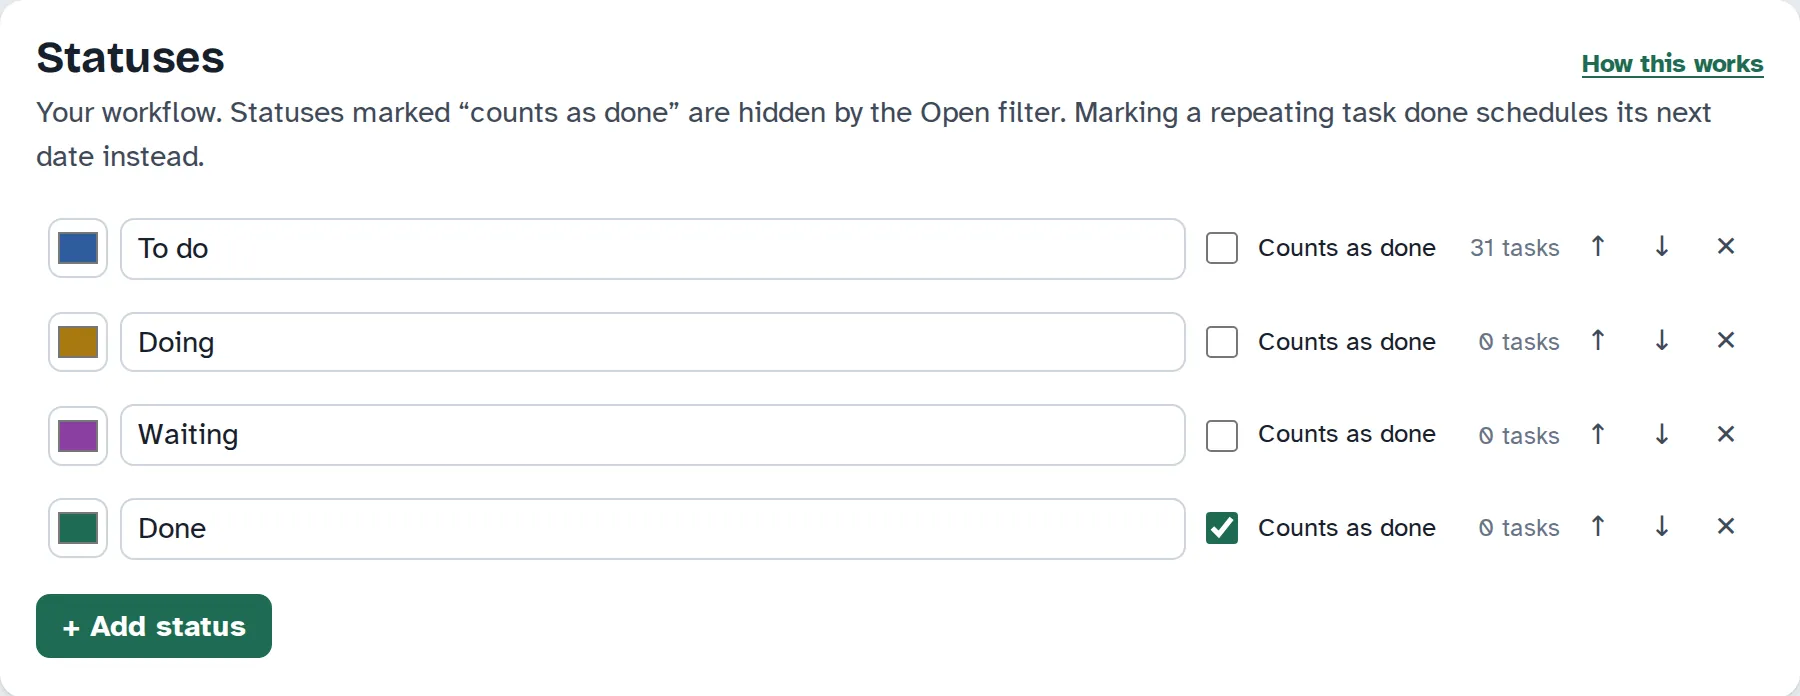 Statuses
How this works
Your workflow. Statuses marked “counts as done” are hidden by the Open filter. Marking a repeating task done schedules its next
date instead.
To do Counts as done 31 tasks ↑ ↓ ✕
Doing Counts as done 0 tasks ↑ ↓ ✕
Waiting Counts as done 0 tasks ↑ ↓ ✕
Done Counts as done 0 tasks ↑ ↓ ✕
+ Add status